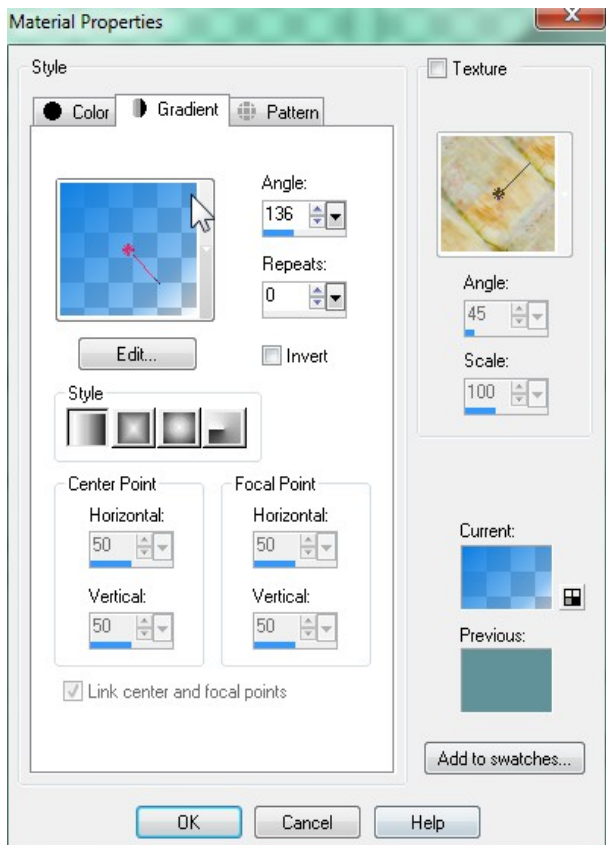 Material Properties
X
Style
Color
Gradient
Pattern
Angle:
136
Repeats:
0
Edit...
Invert
Style
Center Point
Horizontal:
50
Vertical:
50
Focal Point
Horizontal:
50
Vertical:
50
Link center and focal points
Texture
Angle:
45
Scale:
100
Current:
Previous:
Add to swatches...
OK
Cancel
Help